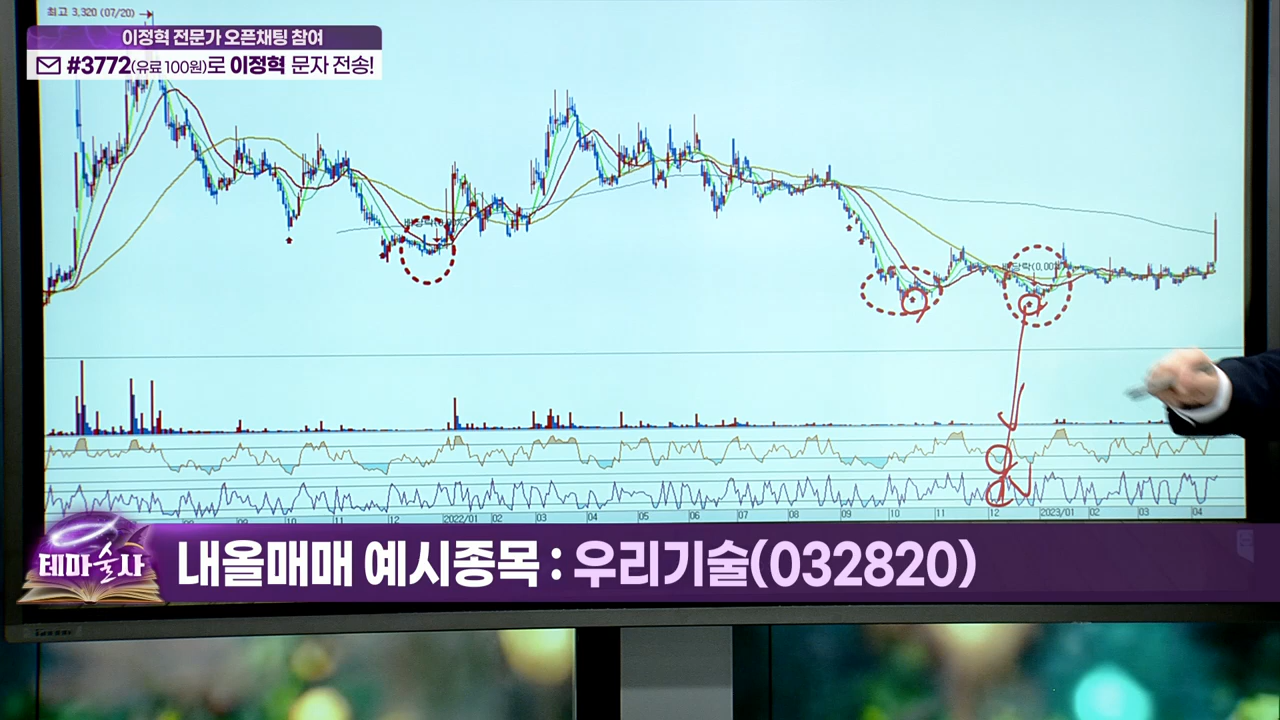 최고 3,320 (07/20)
이정혁 전문가 오픈채팅 참여
#3772(유료 100원)로 이정혁 문자 전송!
10 11 12 2022/01 02 03 04 05 06 07 08 09 10 11 12 2023/01 02 03 04
테마술사
내올매매 예시종목 : 우리기술(032820)